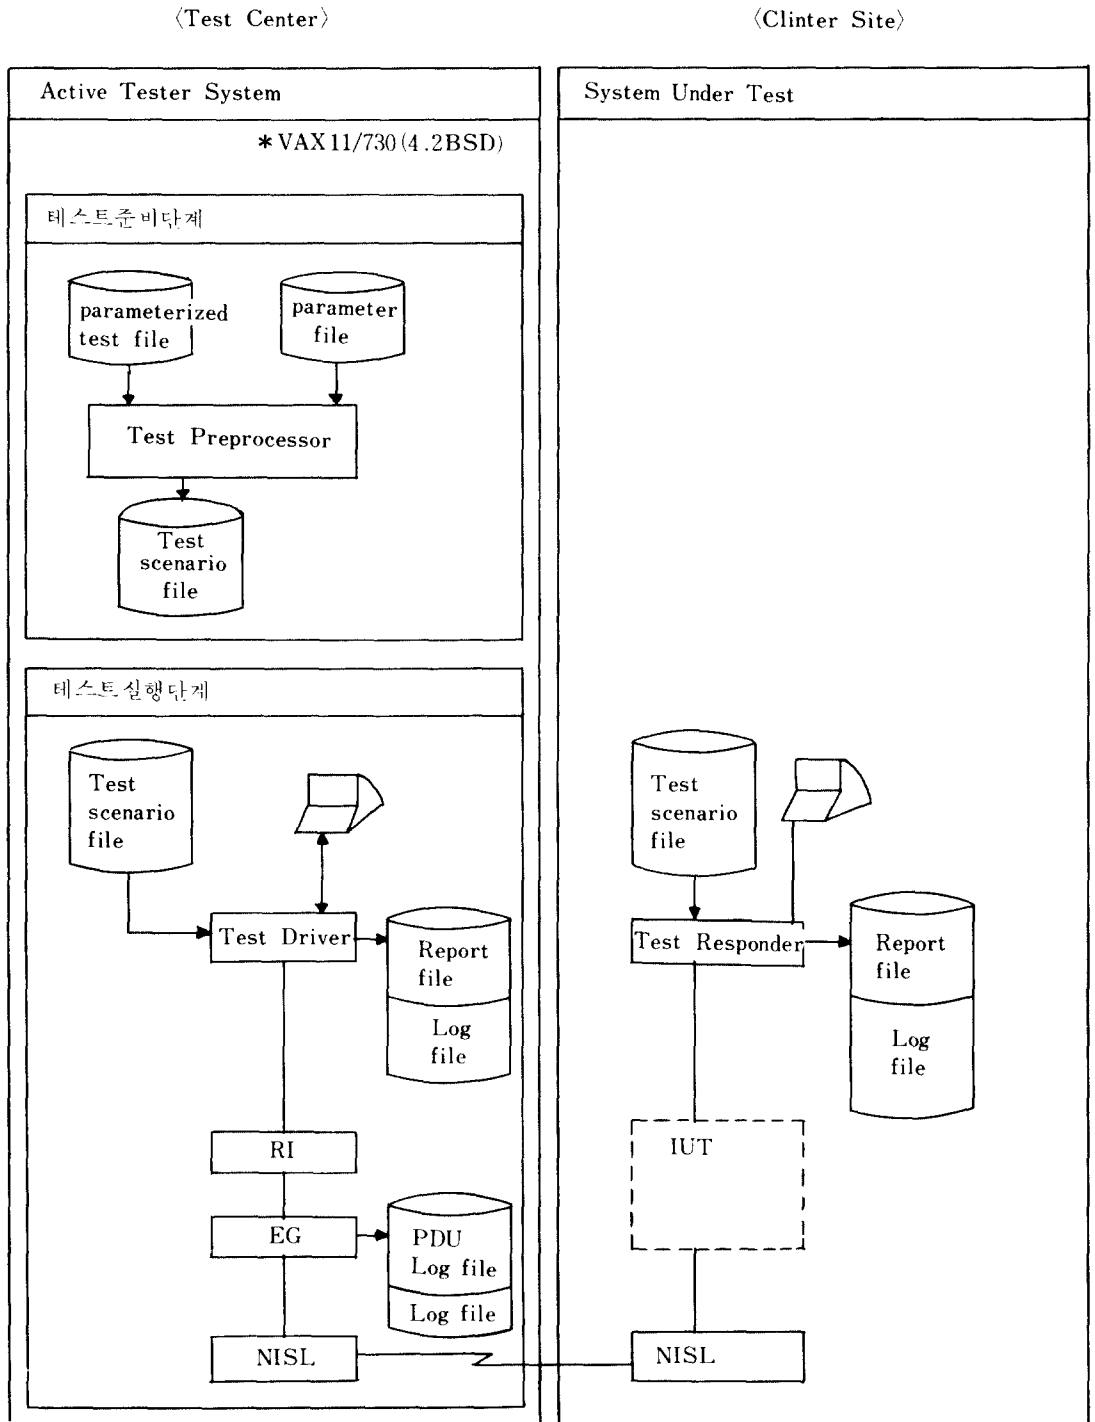 〈Test Center〉
〈Clinter Site〉
Active Tester System
System Under Test
*VAX11/730(4.2BSD)
테스트준비단계
parameterized
test file
parameter
file
Test Preprocessor
Test
scenario
file
테스트실행단계
Test
scenario
file
Test Driver
Report
file
Log
file
RI
EG
PDU
Log file
Log file
NISL
Test
scenario
file
Test Responder
Report
file
Log
file
IUT
NISL